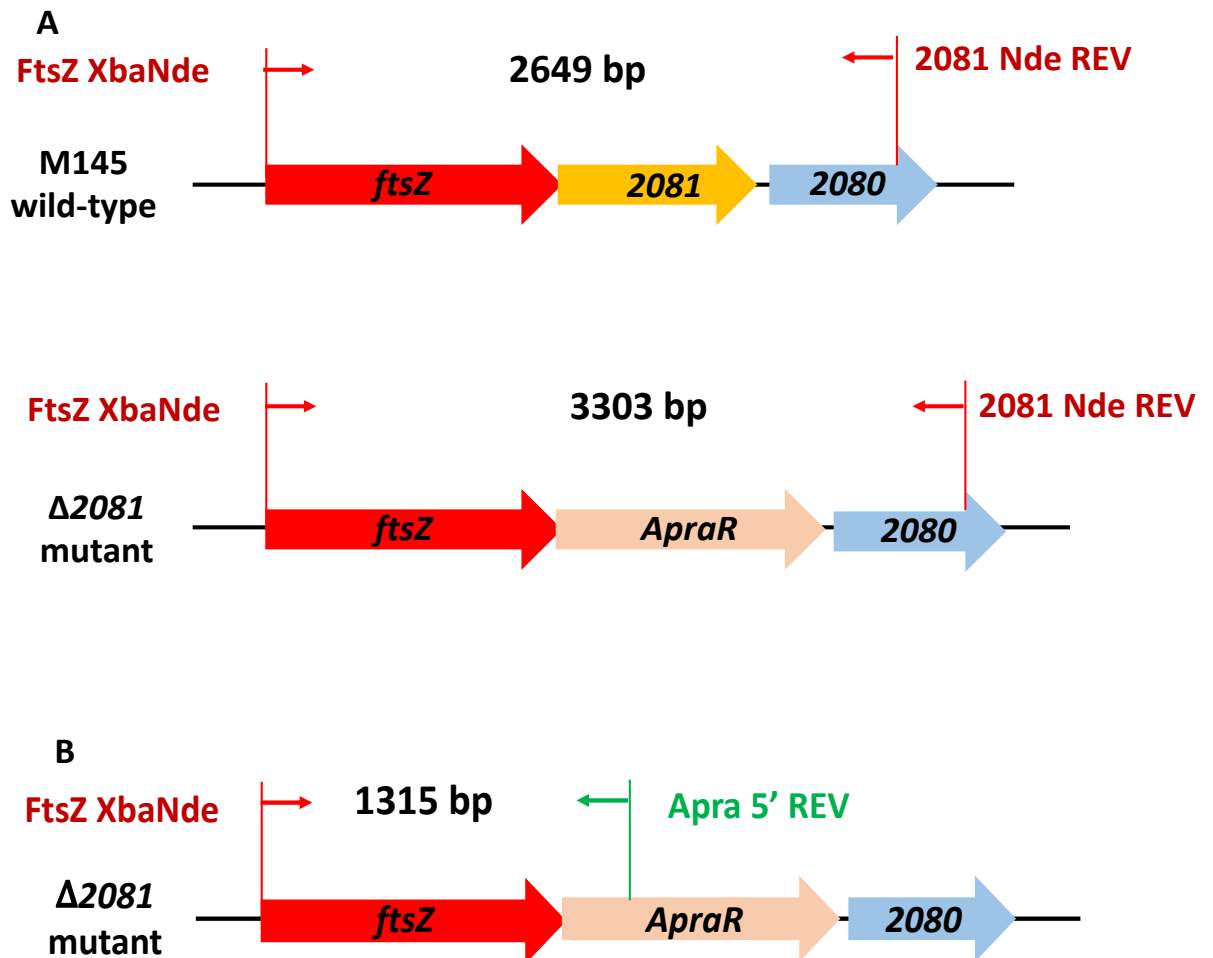 A
FtsZ XbaNde
2649 bp
2081 Nde REV
M145
wild-type
ftsZ
2081
2080
FtsZ XbaNde
3303 bp
2081 Nde REV
Δ2081
mutant
ftsZ
ApraR
2080
B
FtsZ XbaNde
1315 bp
Apra 5’ REV
Δ2081
mutant
ftsZ
ApraR
2080